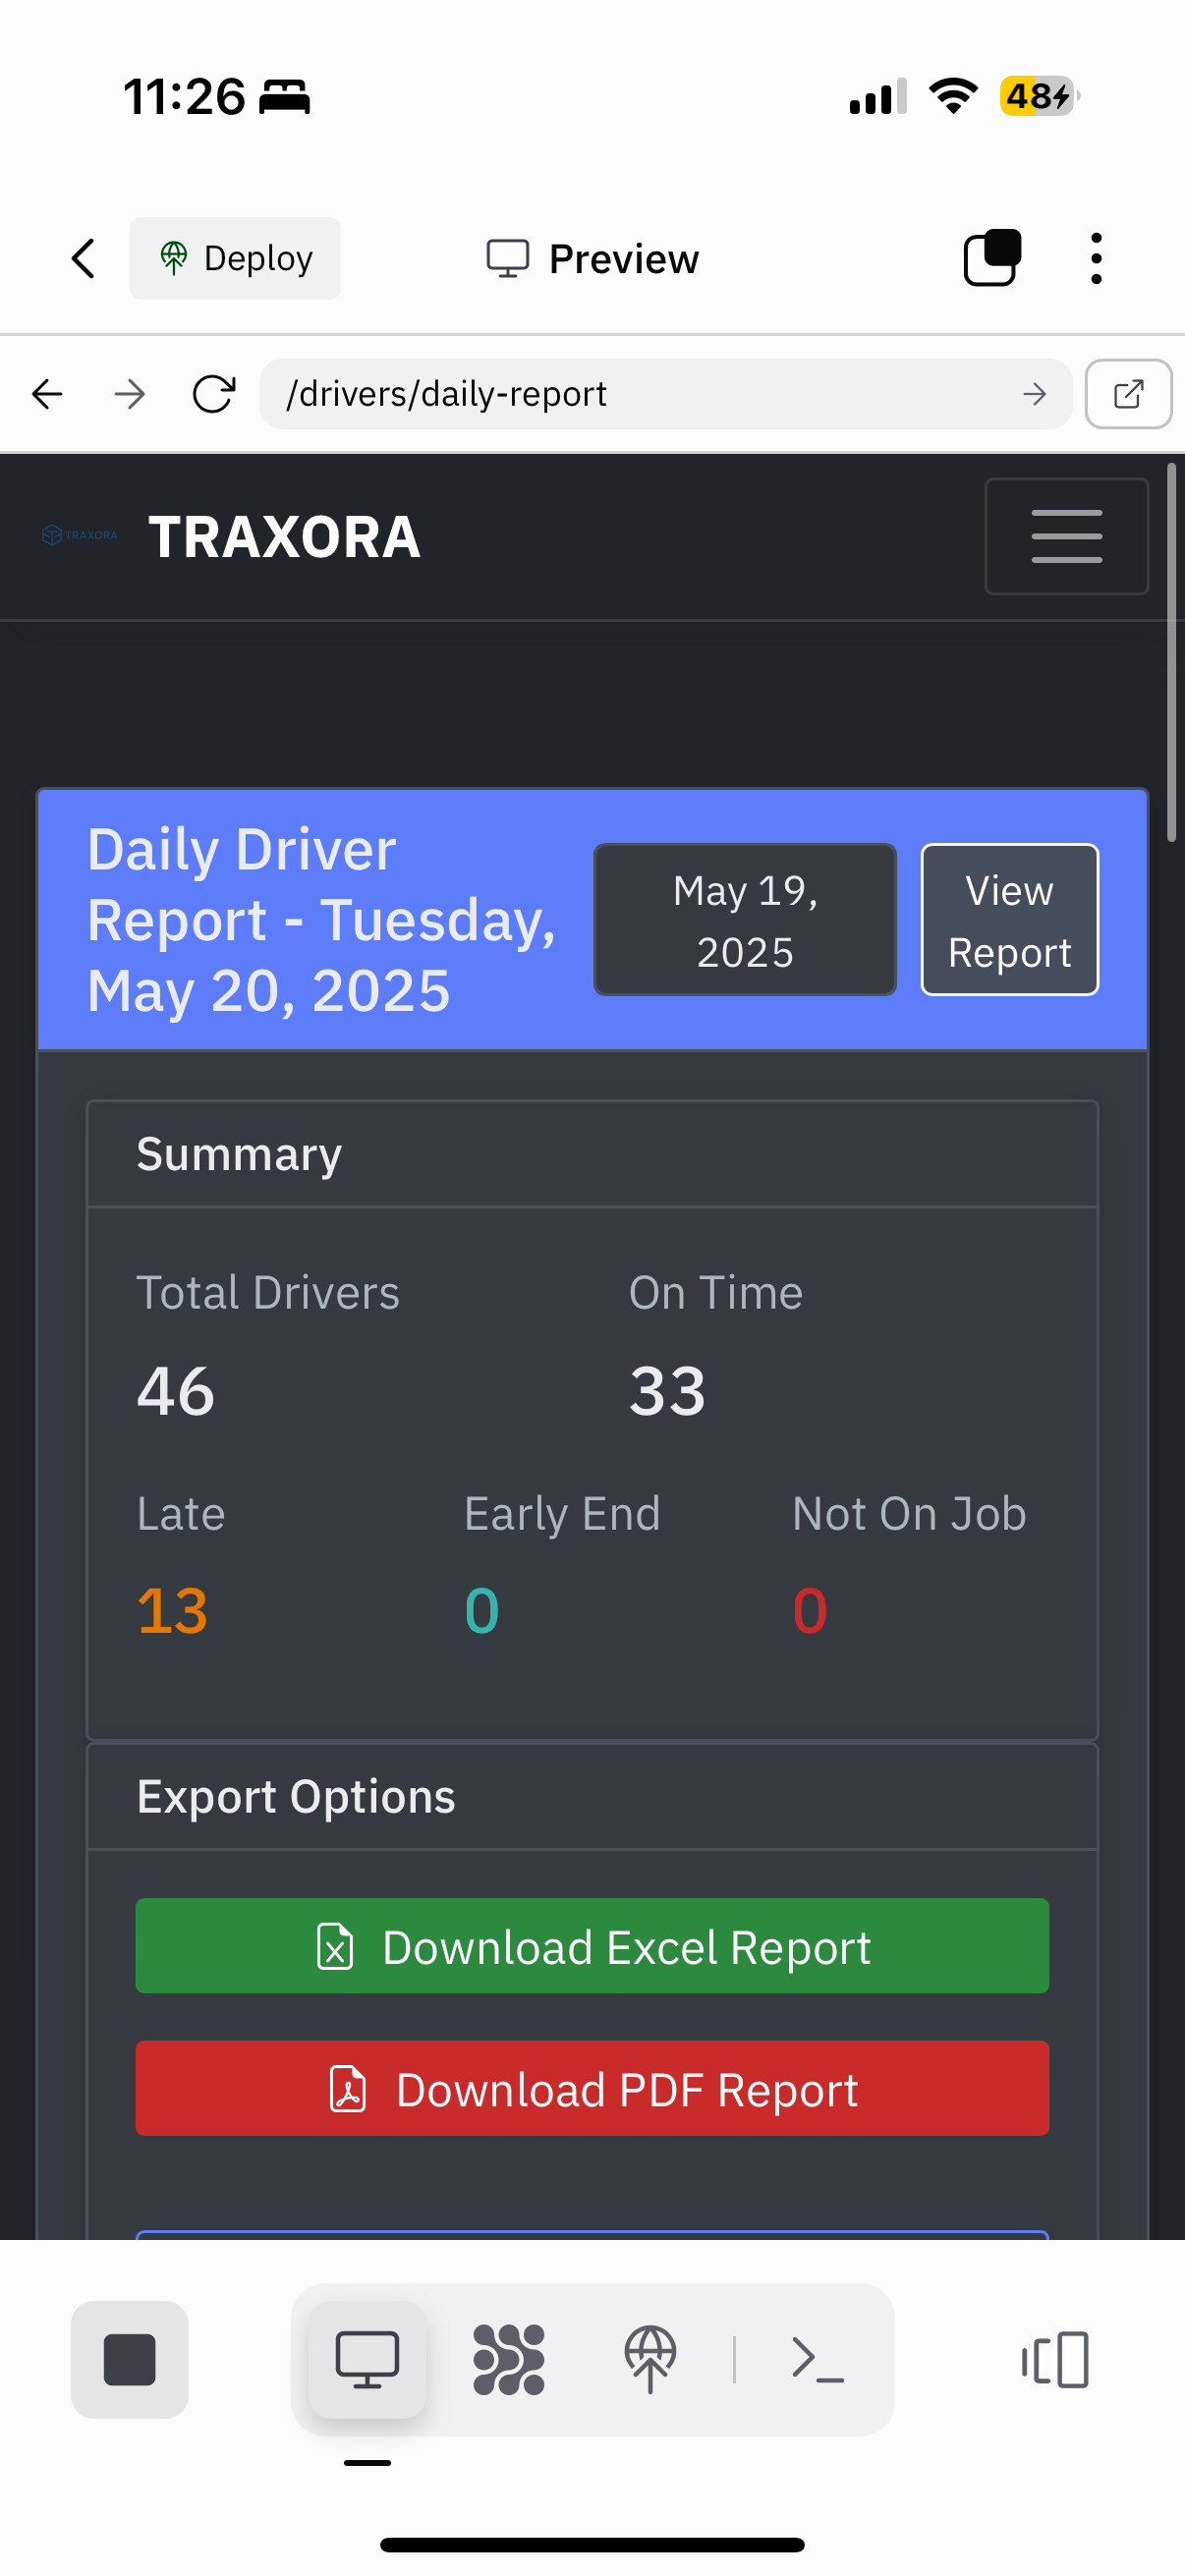 11:26
48
Deploy
Preview
/drivers/daily-report
TRAXORA
TRAXORA
Daily Driver
Report - Tuesday,
May 20, 2025
May 19,
2025
View
Report
Summary
Total Drivers
On Time
46
33
Late
Early End
Not On Job
13
0
0
Export Options
Download Excel Report
Download PDF Report